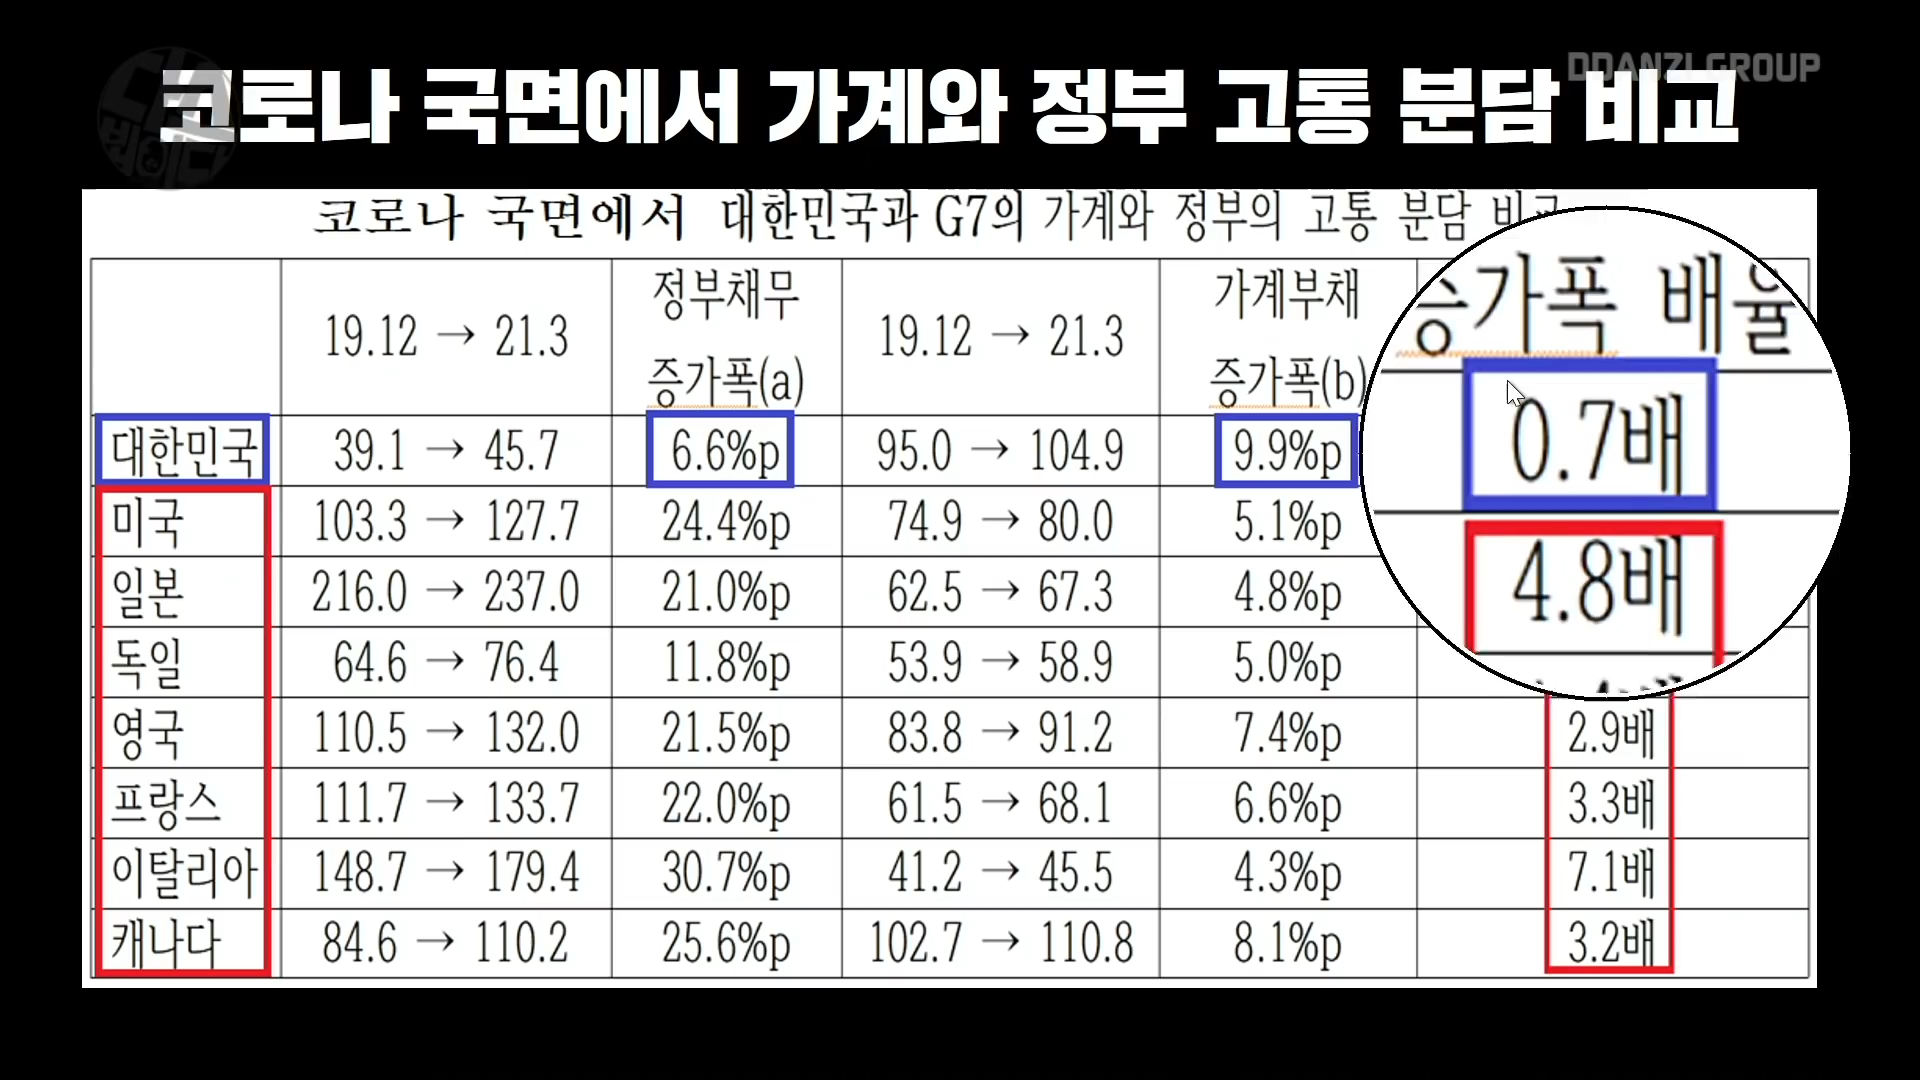 DDANZI GROUP
코로나 국면에서 가계와 정부 고통 분담 비교
코로나 국면에서 대한민국과 G7의 가계와 정부의 고통 분담
19.12 → 21.3 정부채무 증가폭(a) 19.12 → 21.3 가계부채 증가폭(b) 증가폭 배율
대한민국 39.1 → 45.7 6.6%p 95.0 → 104.9 9.9%p 0.7배
미국 103.3 → 127.7 24.4%p 74.9 → 80.0 5.1%p 4.8배
일본 216.0 → 237.0 21.0%p 62.5 → 67.3 4.8%p
독일 64.6 → 76.4 11.8%p 53.9 → 58.9 5.0%p
영국 110.5 → 132.0 21.5%p 83.8 → 91.2 7.4%p 2.9배
프랑스 111.7 → 133.7 22.0%p 61.5 → 68.1 6.6%p 3.3배
이탈리아 148.7 → 179.4 30.7%p 41.2 → 45.5 4.3%p 7.1배
캐나다 84.6 → 110.2 25.6%p 102.7 → 110.8 8.1%p 3.2배